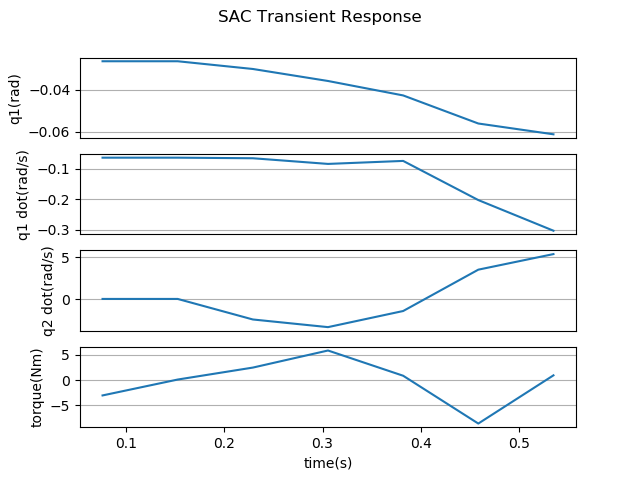 SAC Transient Response
q1(rad)
−0.04
−0.06
q1 dot(rad/s)
−0.1
−0.2
−0.3
q2 dot(rad/s)
5
0
torque(Nm)
5
0
−5
0.1 0.2 0.3 0.4 0.5
time(s)